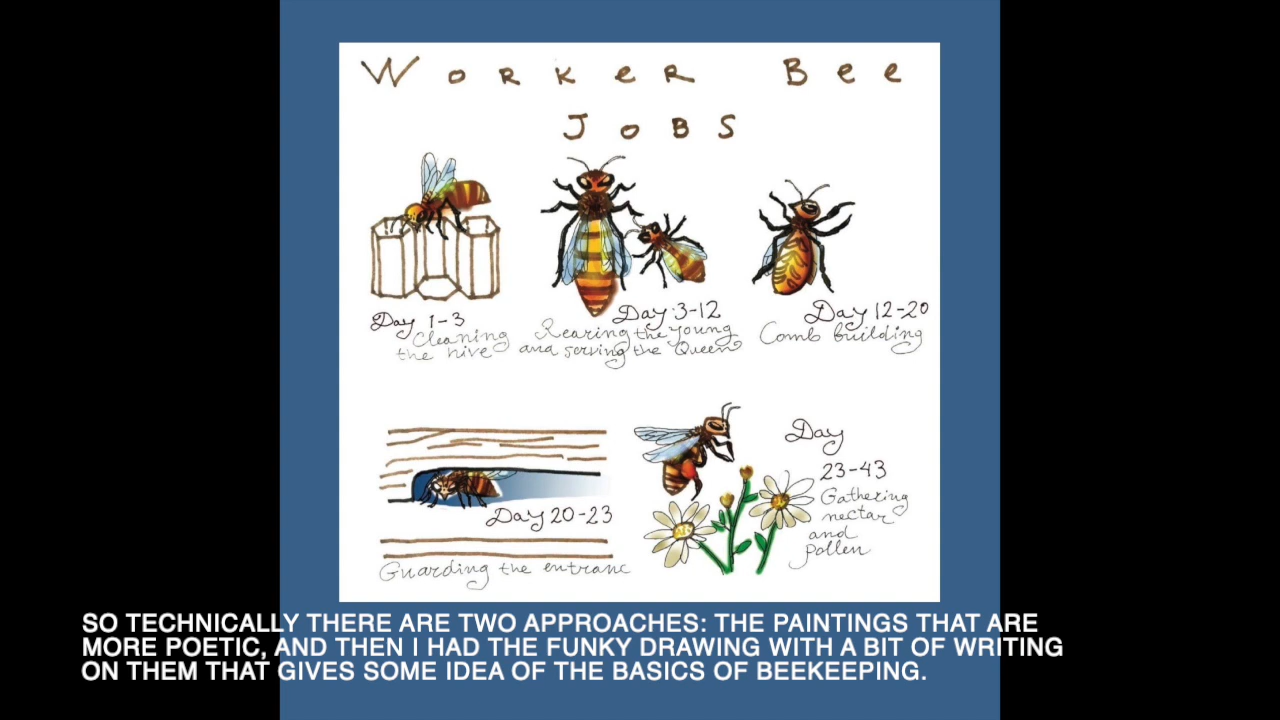 Worker Bee
Jobs
Day 1-3
Cleaning
the hive
Day 3-12
Rearing the young
and serving the Queen
Day 12-20
Comb building
Day 20-23
Guarding the entranc
Day
23-43
Gathering
nectar
and
pollen
SO TECHNICALLY THERE ARE TWO APPROACHES: THE PAINTINGS THAT ARE
MORE POETIC, AND THEN I HAD THE FUNKY DRAWING WITH A BIT OF WRITING
ON THEM THAT GIVES SOME IDEA OF THE BASICS OF BEEKEEPING.